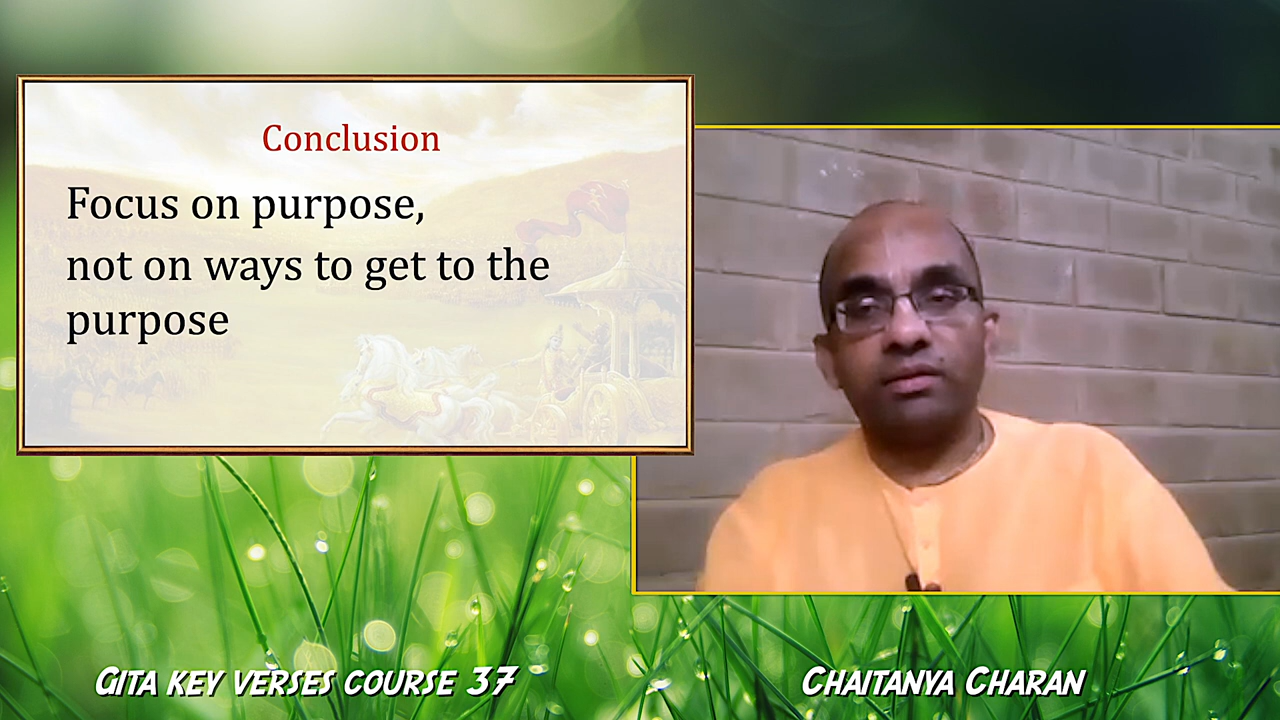 Conclusion
Focus on purpose,
not on ways to get to the
purpose
Gita key verses course 37
Chaitanya Charan